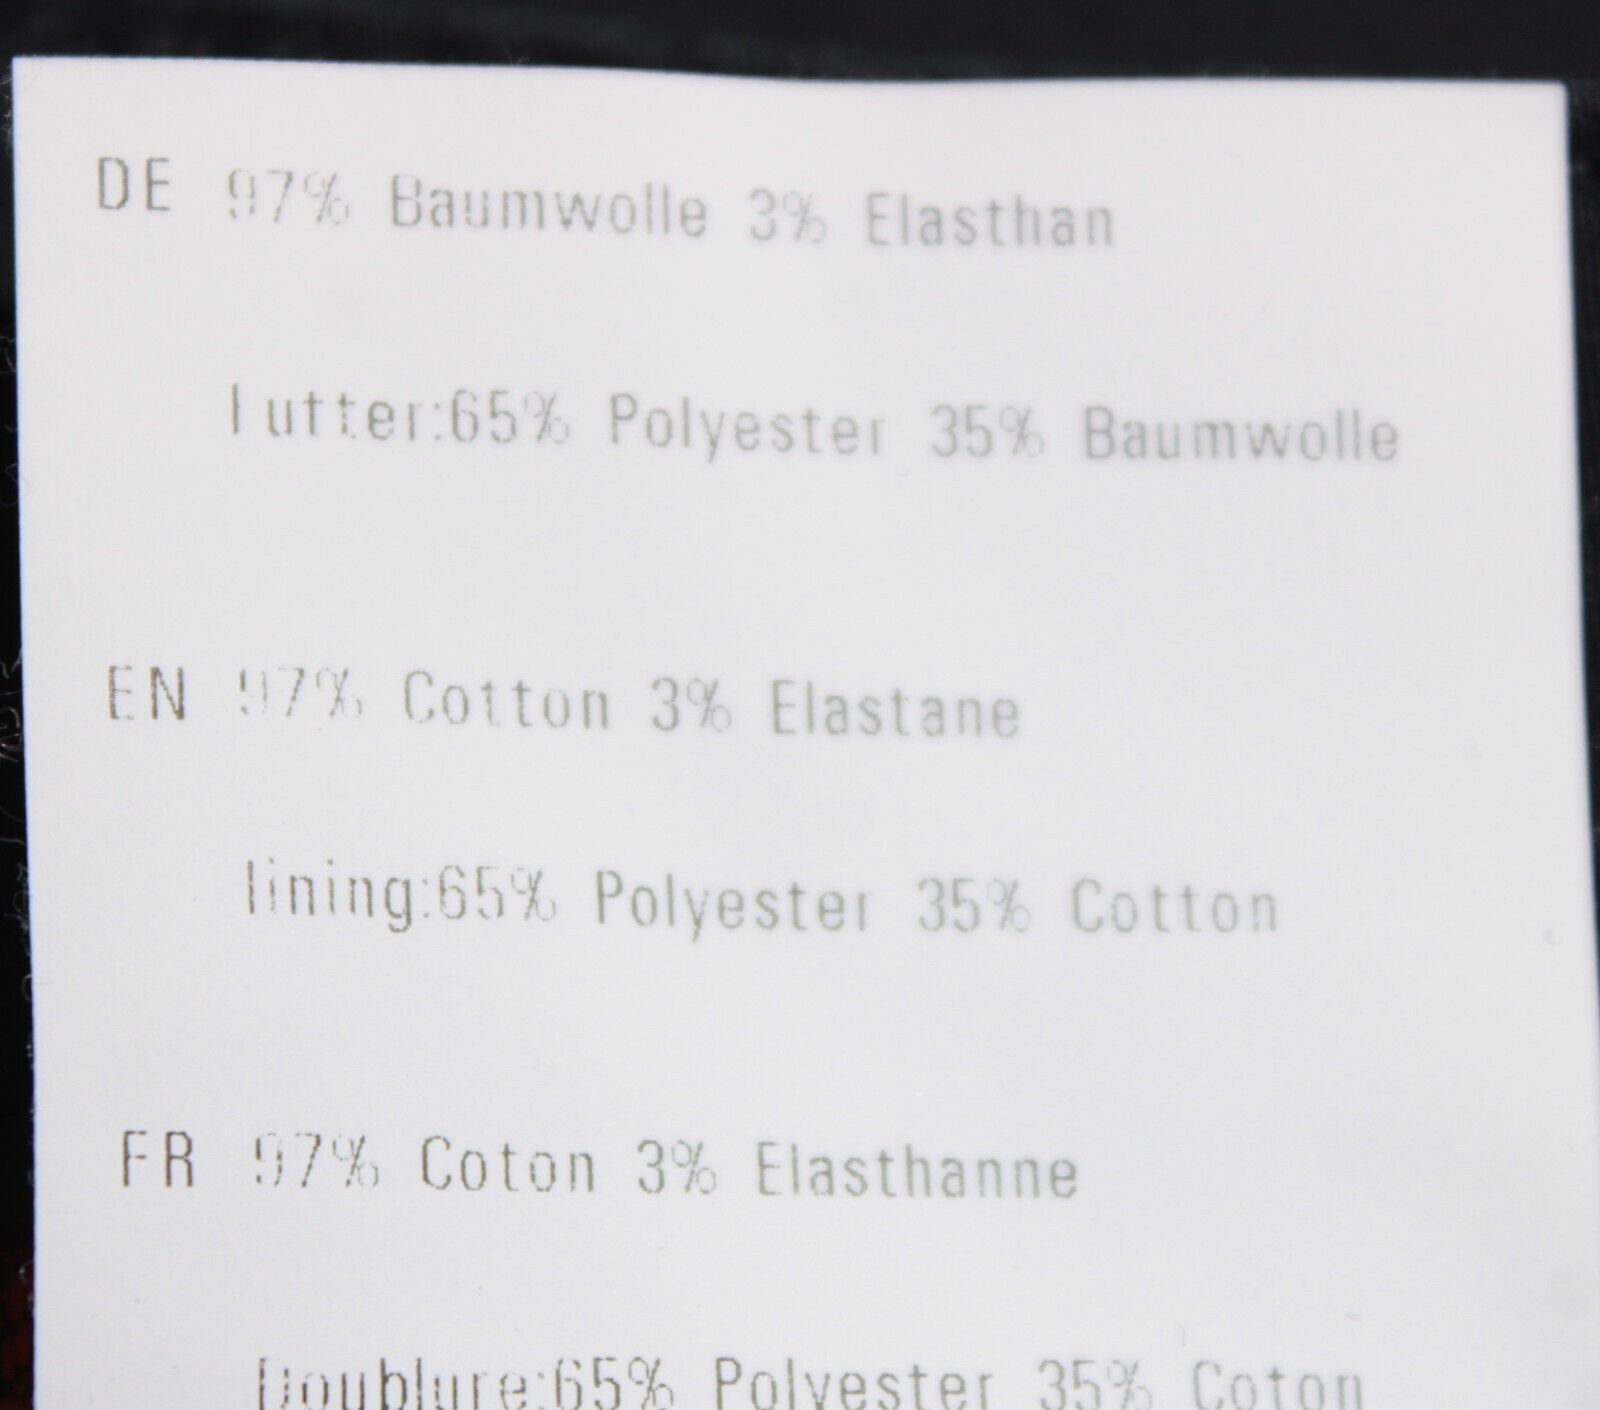 DE 97% Baumwolle 3% Elasthan
Futter:65% Polyester 35% Baumwolle
EN 97% Cotton 3% Elastane
lining:65% Polyester 35% Cotton
FR 97% Coton 3% Elasthanne
Doublure:65% Polyester 35% Coton